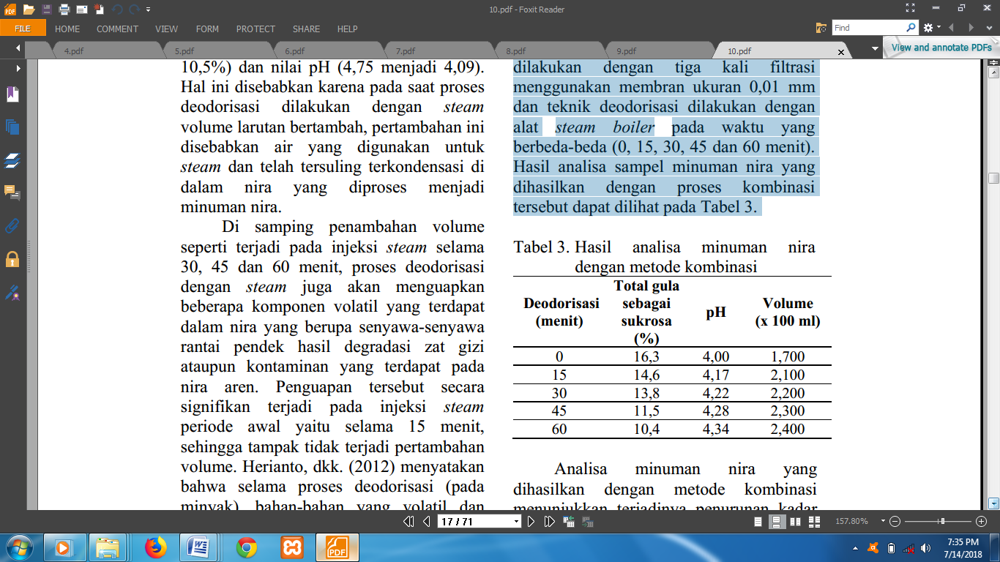 10.pdf - Foxit Reader
FILE HOME COMMENT VIEW FORM PROTECT SHARE HELP
Find
4.pdf 5.pdf 6.pdf 7.pdf 8.pdf 9.pdf 10.pdf
View and annotate PDFs
10,5%) dan nilai pH (4,75 menjadi 4,09).
Hal ini disebabkan karena pada saat proses
deodorisasi dilakukan dengan steam
volume larutan bertambah, pertambahan ini
disebabkan air yang digunakan untuk
steam dan telah tersuling terkondensasi di
dalam nira yang diproses menjadi
minuman nira.
Di samping penambahan volume
seperti terjadi pada injeksi steam selama
30, 45 dan 60 menit, proses deodorisasi
dengan steam juga akan menguapkan
beberapa komponen volatil yang terdapat
dalam nira yang berupa senyawa-senyawa
rantai pendek hasil degradasi zat gizi
ataupun kontaminan yang terdapat pada
nira aren. Penguapan tersebut secara
signifikan terjadi pada injeksi steam
periode awal yaitu selama 15 menit,
sehingga tampak tidak terjadi pertambahan
volume. Herianto, dkk. (2012) menyatakan
bahwa selama proses deodorisasi (pada
minyak), bahan-bahan yang volatil dan
dilakukan dengan tiga kali filtrasi
menggunakan membran ukuran 0,01 mm
dan teknik deodorisasi dilakukan dengan
alat steam boiler pada waktu yang
berbeda-beda (0, 15, 30, 45 dan 60 menit).
Hasil analisa sampel minuman nira yang
dihasilkan dengan proses kombinasi
tersebut dapat dilihat pada Tabel 3.
Tabel 3. Hasil analisa minuman nira
dengan metode kombinasi
Deodorisasi (menit) Total gula sebagai sukrosa (%) pH Volume (x 100 ml)
0 16,3 4,00 1,700
15 14,6 4,17 2,100
30 13,8 4,22 2,200
45 11,5 4,28 2,300
60 10,4 4,34 2,400
Analisa minuman nira yang
dihasilkan dengan metode kombinasi
menunjukkan terjadinya penurunan kadar
17 / 71
157.80%
7:35 PM
7/14/2018